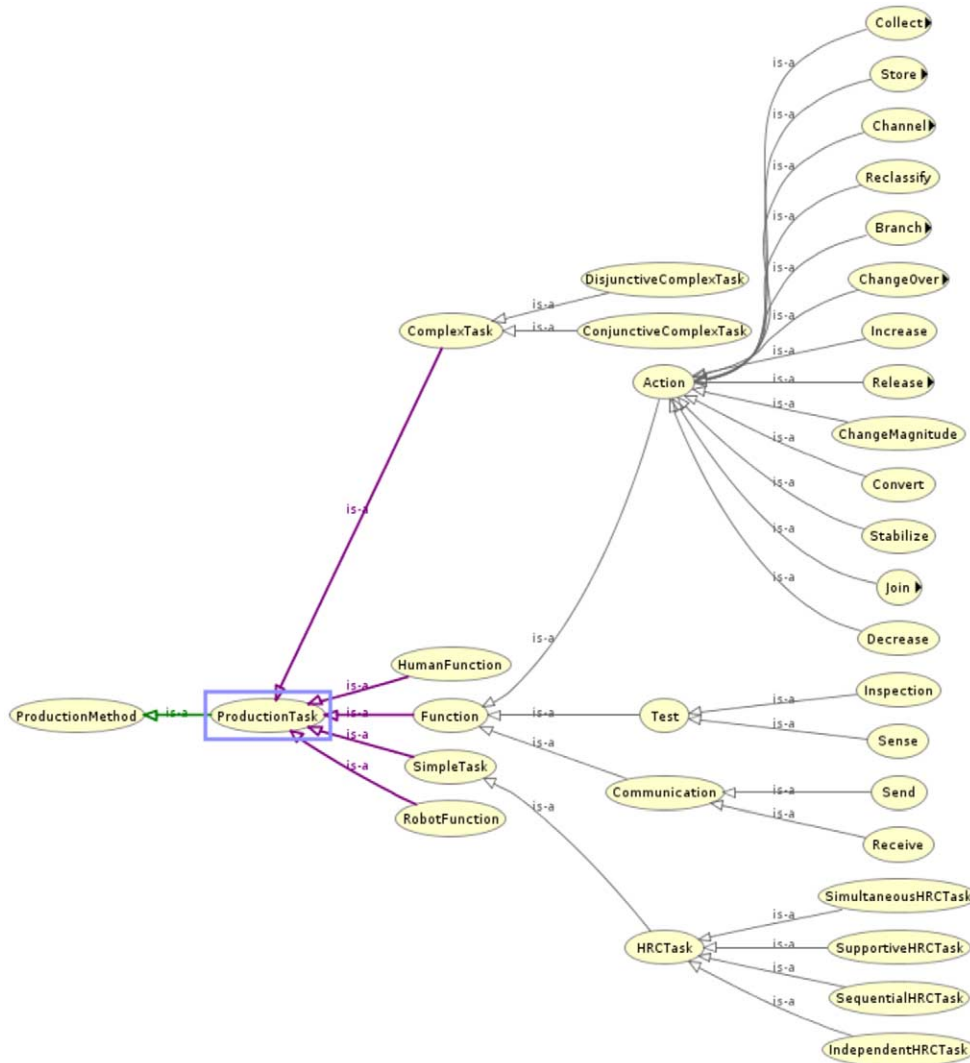 Collect
is-a
Store
is-a
Channel
is-a
Reclassify
is-a
Branch
is-a
DisjunctiveComplexTask
ChangeOver
is-a
is-a
ComplexTask
is-a
ConjunctiveComplexTask
Increase
is-a
Action
is-a
Release
is-a
ChangeMagnitude
is-a
Convert
is-a
is-a
Stabilize
is-a
Join
is-a
Decrease
is-a
HumanFunction
is-a
Inspection
is-a
ProductionMethod
is-a
ProductionTask
is-a
Function
is-a
Test
is-a
Sense
is-a
SimpleTask
is-a
is-a
Communication
is-a
Send
is-a
RobotFunction
is-a
Receive
SimultaneousHRCTask
is-a
HRCTask
is-a
SupportiveHRCTask
is-a
SequentialHRCTask
is-a
IndependentHRCTask